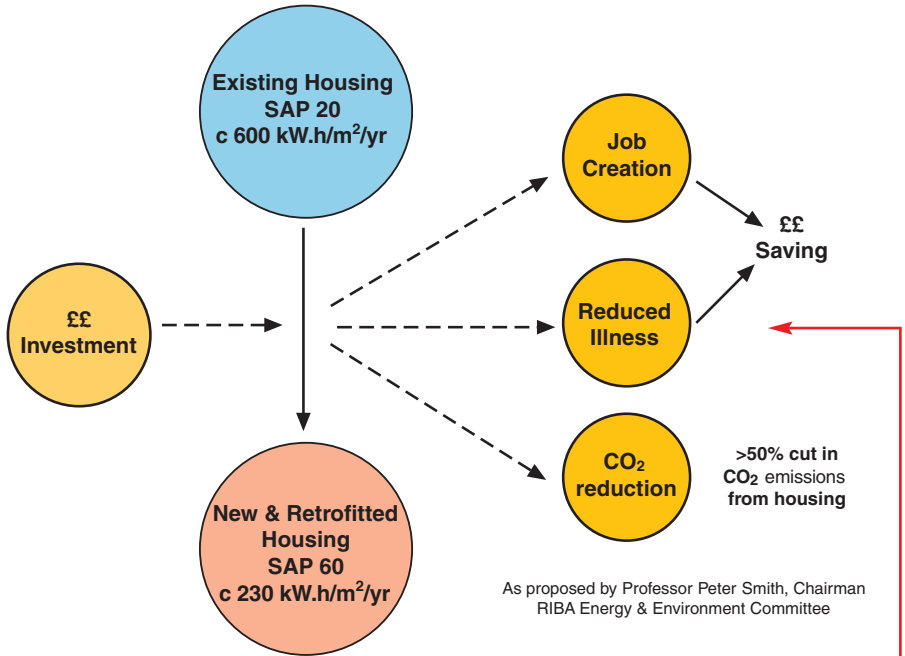 Existing Housing
SAP 20
c 600 kW.h/m²/yr
Job
Creation
££
Saving
££
Investment
Reduced
Illness
CO₂
reduction
>50% cut in
CO₂ emissions
from housing
New & Retrofitted
Housing
SAP 60
c 230 kW.h/m²/yr
As proposed by Professor Peter Smith, Chairman
RIBA Energy & Environment Committee